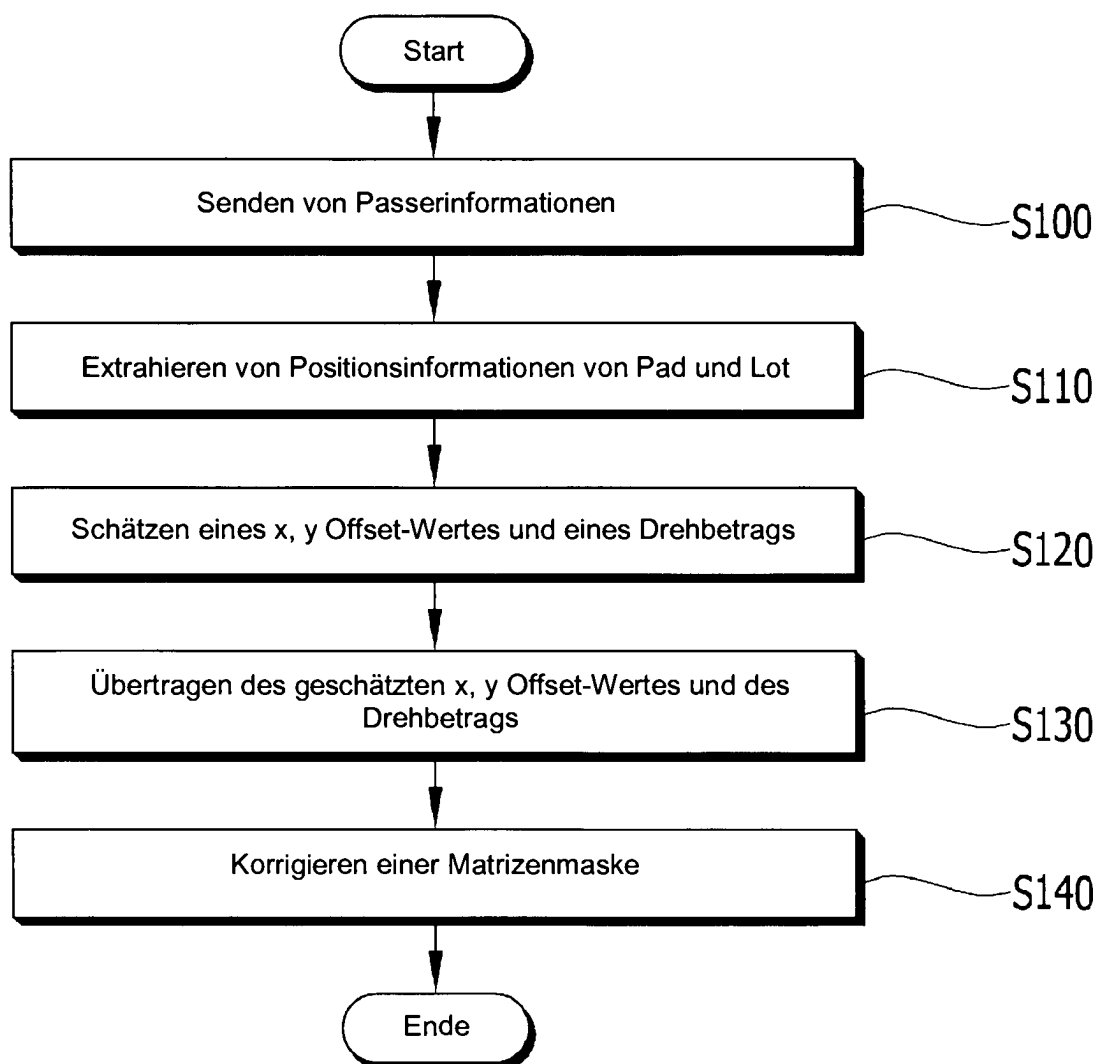 Start
Senden von Passerinformationen
S100
Extrahieren von Positionsinformationen von Pad und Lot
S110
Schätzen eines x, y Offset-Wertes und eines Drehbetrags
S120
Übertragen des geschätzten x, y Offset-Wertes und des
Drehbetrags
S130
Korrigieren einer Matrizenmaske
S140
Ende